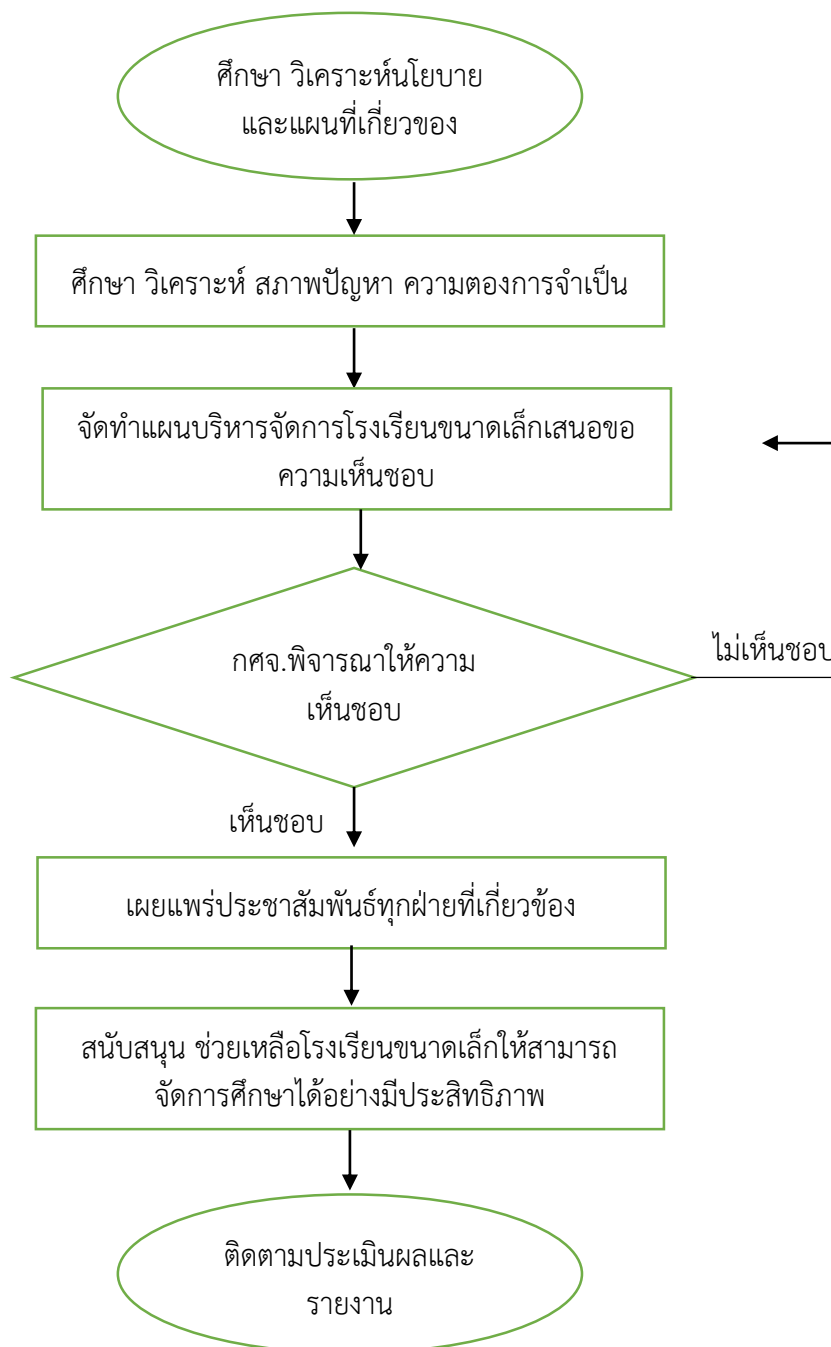 ศึกษา วิเคราะห์นโยบาย
และแผนที่เกี่ยวของ
ศึกษา วิเคราะห์ สภาพปัญหา ความตองการจำเป็น
จัดทำแผนบริหารจัดการโรงเรียนขนาดเล็กเสนอขอ
ความเห็นชอบ
กศจ.พิจารณาให้ความ
เห็นชอบ
ไม่เห็นชอบ
เห็นชอบ
เผยแพร่ประชาสัมพันธ์ทุกฝ่ายที่เกี่ยวข้อง
สนับสนุน ช่วยเหลือโรงเรียนขนาดเล็กให้สามารถ
จัดการศึกษาได้อย่างมีประสิทธิภาพ
ติดตามประเมินผลและ
รายงาน